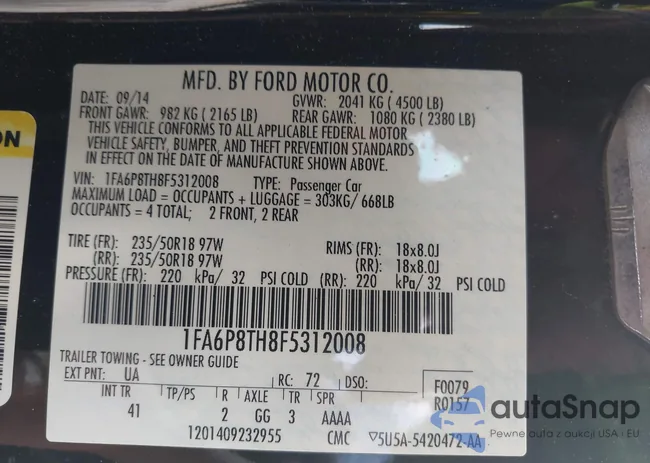 MFD. BY FORD MOTOR CO.
DATE: 09/14 GVWR: 2041 KG ( 4500 LB)
FRONT GAWR: 982 KG ( 2165 LB) REAR GAWR: 1080 KG ( 2380 LB)
THIS VEHICLE CONFORMS TO ALL APPLICABLE FEDERAL MOTOR
VEHICLE SAFETY, BUMPER, AND THEFT PREVENTION STANDARDS
IN EFFECT ON THE DATE OF MANUFACTURE SHOWN ABOVE.
VIN: 1FA6P8TH8F5312008 TYPE: Passenger Car
MAXIMUM LOAD = OCCUPANTS + LUGGAGE = 303KG/ 668LB
OCCUPANTS = 4 TOTAL; 2 FRONT, 2 REAR
TIRE (FR): 235/50R18 97W RIMS (FR): 18x8.0J
(RR): 235/50R18 97W (RR): 18x8.0J
PRESSURE (FR): 220 kPa/ 32 PSI COLD (RR): 220 kPa/ 32 PSI COLD
1FA6P8TH8F5312008
TRAILER TOWING - SEE OWNER GUIDE
EXT PNT: UA RC: 72 DSO: F0079
R0157
INT TR TP/PS R AXLE TR SPR
41 2 GG 3 AAAA
1201409232955 CMC 5U5A-5420472-AA
ON
autaSnap
Pewne auta z aukcji USA i EU